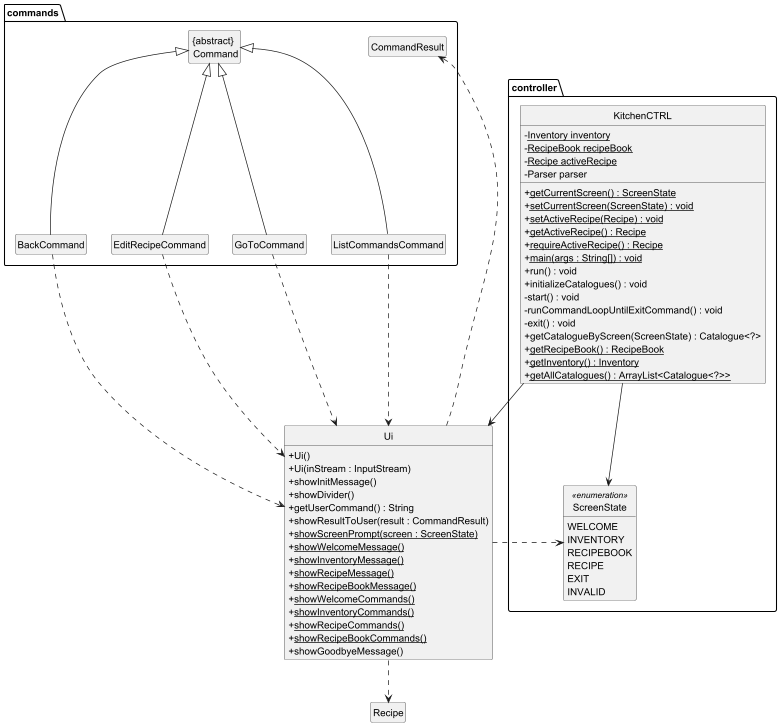 commands
{abstract}
Command
CommandResult
BackCommand
EditRecipeCommand
GoToCommand
ListCommandsCommand
controller
KitchenCTRL
-Inventory inventory
-RecipeBook recipeBook
-Recipe activeRecipe
-Parser parser
+getCurrentScreen() : ScreenState
+setCurrentScreen(ScreenState) : void
+setActiveRecipe(Recipe) : void
+getActiveRecipe() : Recipe
+requireActiveRecipe() : Recipe
+main(args : String[]) : void
+run() : void
+initializeCatalogues() : void
-start() : void
-runCommandLoopUntilExitCommand() : void
-exit() : void
+getCatalogueByScreen(ScreenState) : Catalogue<?>
+getRecipeBook() : RecipeBook
+getInventory() : Inventory
+getAllCatalogues() : ArrayList<Catalogue<?>>
Ui
+Ui()
+Ui(inStream : InputStream)
+showInitMessage()
+showDivider()
+getUserCommand() : String
+showResultToUser(result : CommandResult)
+showScreenPrompt(screen : ScreenState)
+showWelcomeMessage()
+showInventoryMessage()
+showRecipeMessage()
+showRecipeBookMessage()
+showWelcomeCommands()
+showInventoryCommands()
+showRecipeCommands()
+showRecipeBookCommands()
+showGoodbyeMessage()
«enumeration»
ScreenState
WELCOME
INVENTORY
RECIPEBOOK
RECIPE
EXIT
INVALID
Recipe